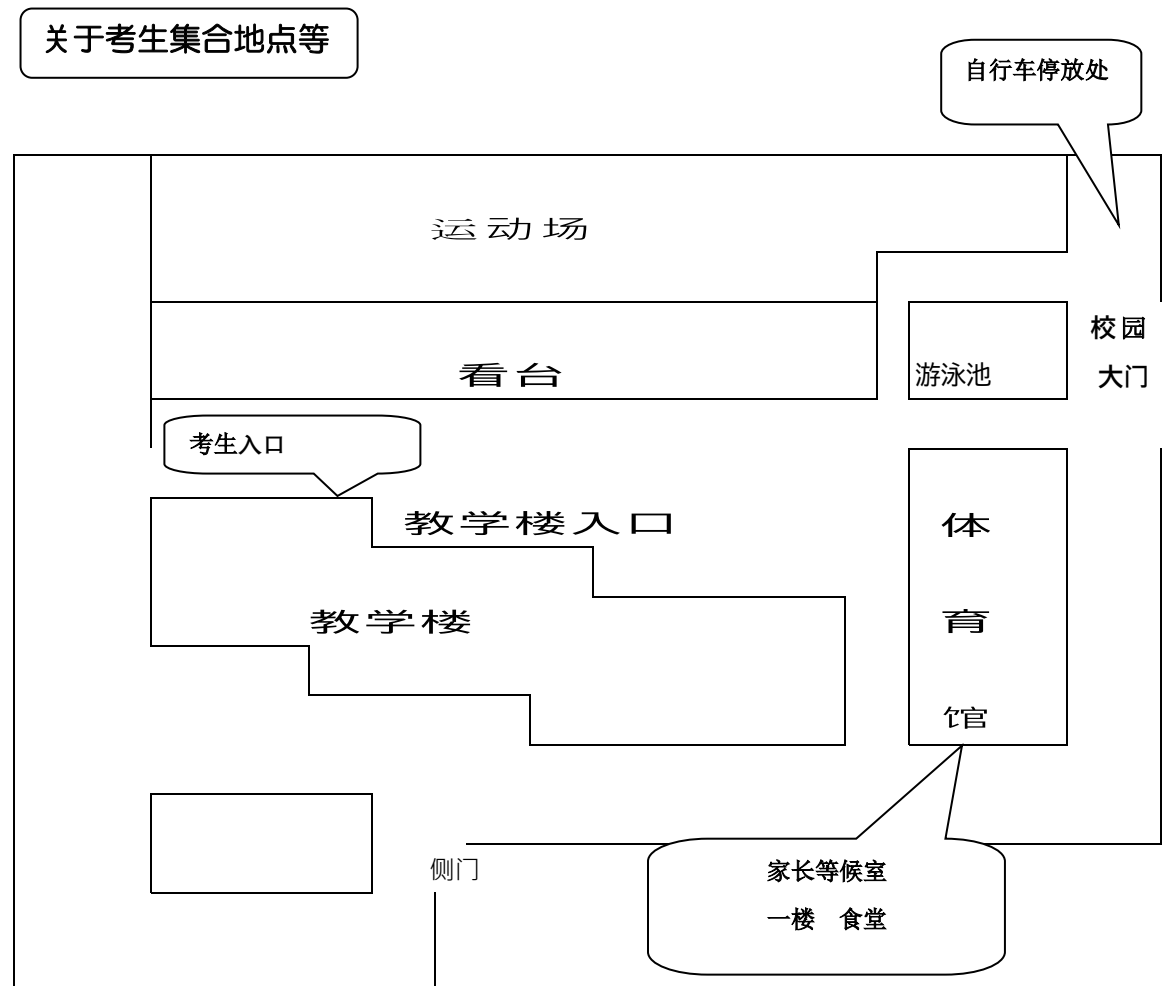 关于考生集合地点等
自行车停放处
运动场
校园
大门
看台
游泳池
考生入口
教学楼入口
体
育
馆
教学楼
侧门
家长等候室
一楼　食堂